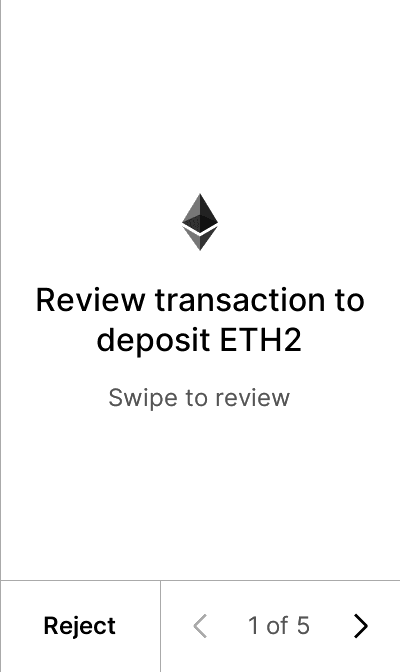 Review transaction to
deposit ETH2
Swipe to review
Reject
1 of 5